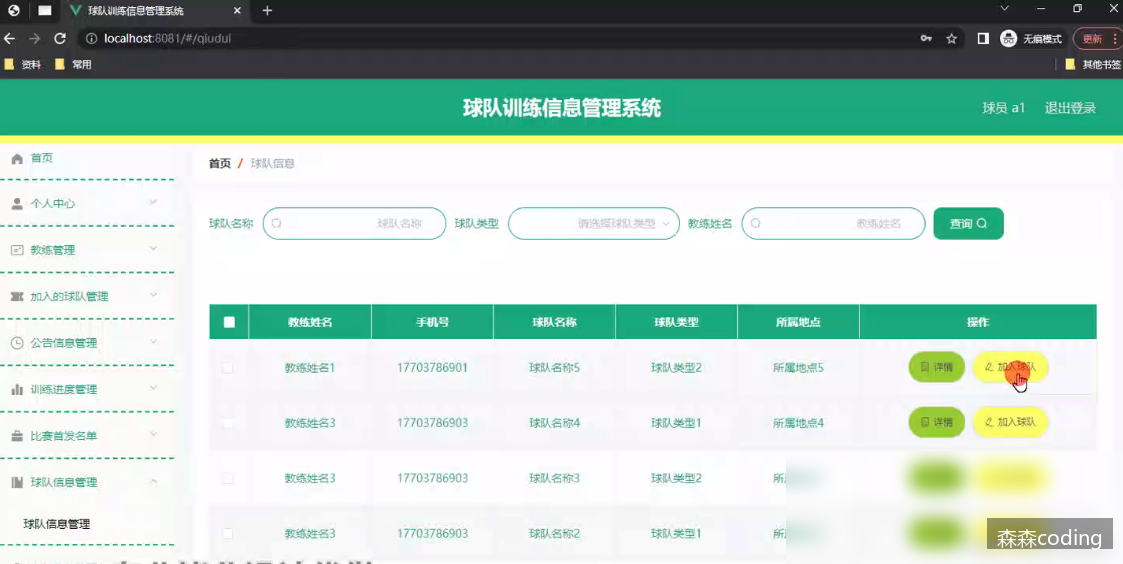 球队训练信息管理系统
localhost:8081/#/qiudui
无痕模式
更新
资料
常用
其他书签
球队训练信息管理系统
球员 a1
退出登录
首页
个人中心
教练管理
加入的球队管理
公告信息管理
训练进度管理
比赛首发名单
球队信息管理
球队信息管理
首页 / 球队信息
球队名称 球队名称 球队类型 请选择球队类型 教练姓名 教练姓名 查询
教练姓名 手机号 球队名称 球队类型 所属地点 操作
教练姓名1 17703786901 球队名称5 球队类型2 所属地点5 详情 加入球队
教练姓名3 17703786903 球队名称4 球队类型1 所属地点4 详情 加入球队
教练姓名3 17703786903 球队名称3 球队类型2
教练姓名3 17703786903 球队名称2 球队类型1
森森coding